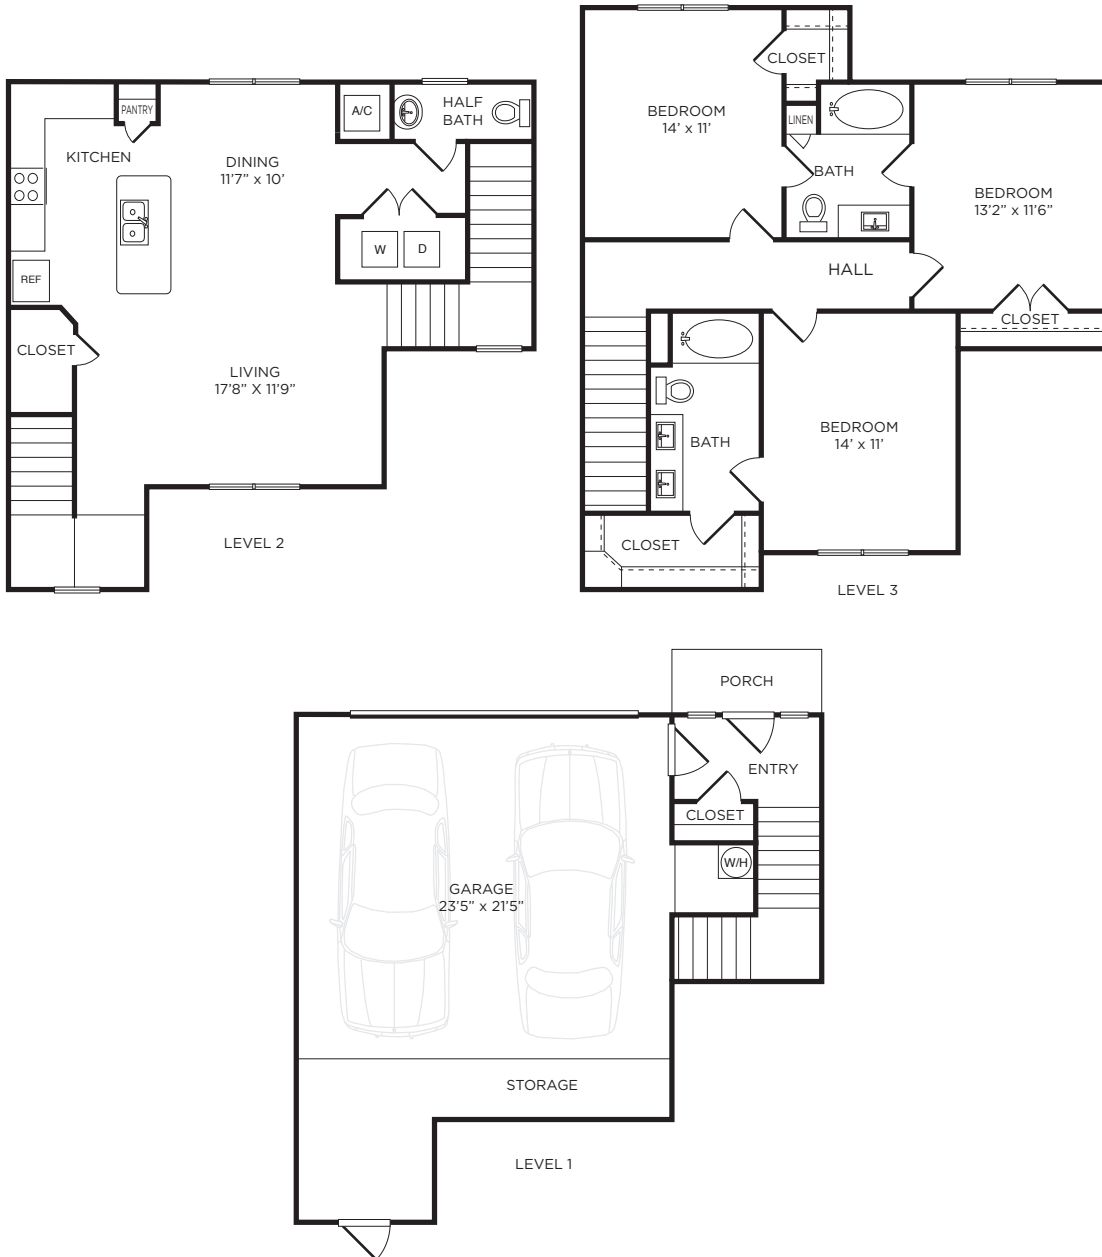 PANTRY
A/C
HALF
BATH
KITCHEN
DINING
11'7" x 10'
W
D
REF
CLOSET
LIVING
17'8" X 11'9"
LEVEL 2
CLOSET
BEDROOM
14' x 11'
LINEN
BATH
BEDROOM
13'2" x 11'6"
HALL
CLOSET
BEDROOM
14' x 11'
BATH
CLOSET
LEVEL 3
PORCH
ENTRY
CLOSET
W/H
GARAGE
23'5" x 21'5"
STORAGE
LEVEL 1